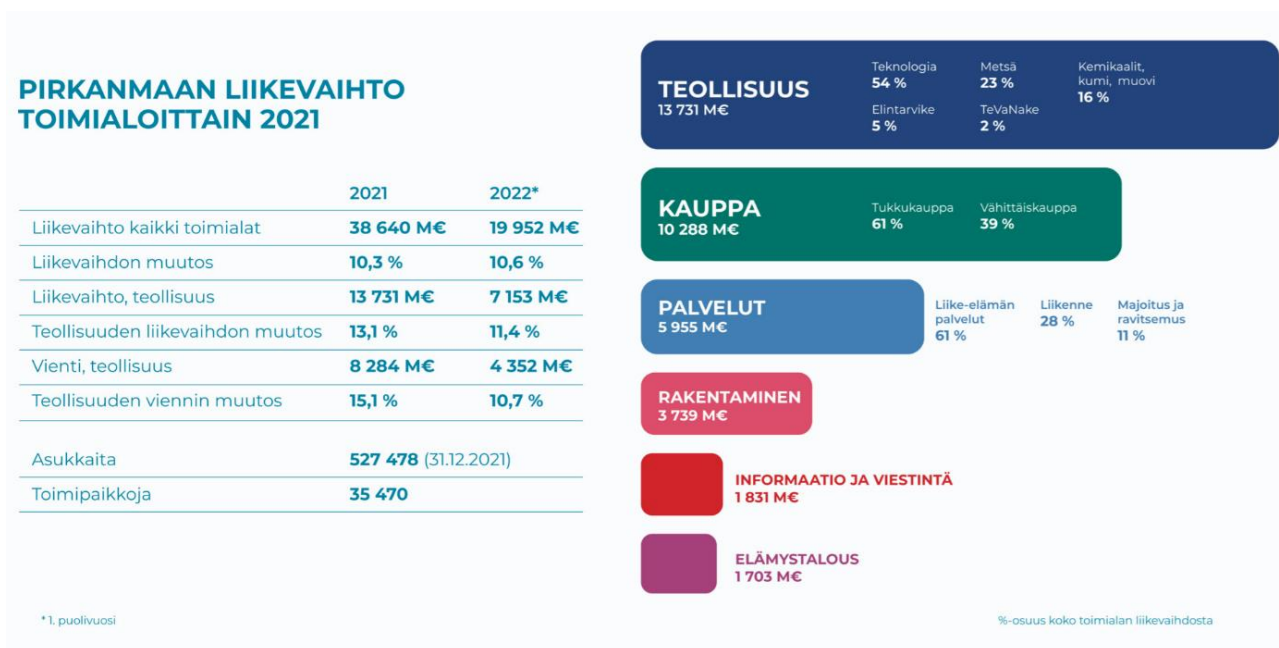 PIRKANMAAN LIIKEVAIHTO
TOIMIALOITTAIN 2021
2021 2022*
Liikevaihto kaikki toimialat 38 640 M€ 19 952 M€
Liikevaihdon muutos 10,3 % 10,6 %
Liikevaihto, teollisuus 13 731 M€ 7 153 M€
Teollisuuden liikevaihdon muutos 13,1 % 11,4 %
Vienti, teollisuus 8 284 M€ 4 352 M€
Teollisuuden viennin muutos 15,1 % 10,7 %
Asukkaita 527 478 (31.12.2021)
Toimipaikkoja 35 470
* 1. puolivuosi
TEOLLISUUS
13 731 M€
Teknologia
54 %
Metsä
23 %
Kemikaalit,
kumi, muovi
16 %
Elintarvike
5 %
TeVaNake
2 %
KAUPPA
10 288 M€
Tukkukauppa
61 %
Vähittäiskauppa
39 %
PALVELUT
5 955 M€
Liike-elämän
palvelut
61 %
Liikenne
28 %
Majoitus ja
ravitsemus
11 %
RAKENTAMINEN
3 739 M€
INFORMAATIO JA VIESTINTÄ
1 831 M€
ELÄMYSTALOUS
1 703 M€
%-osuus koko toimialan liikevaihdosta